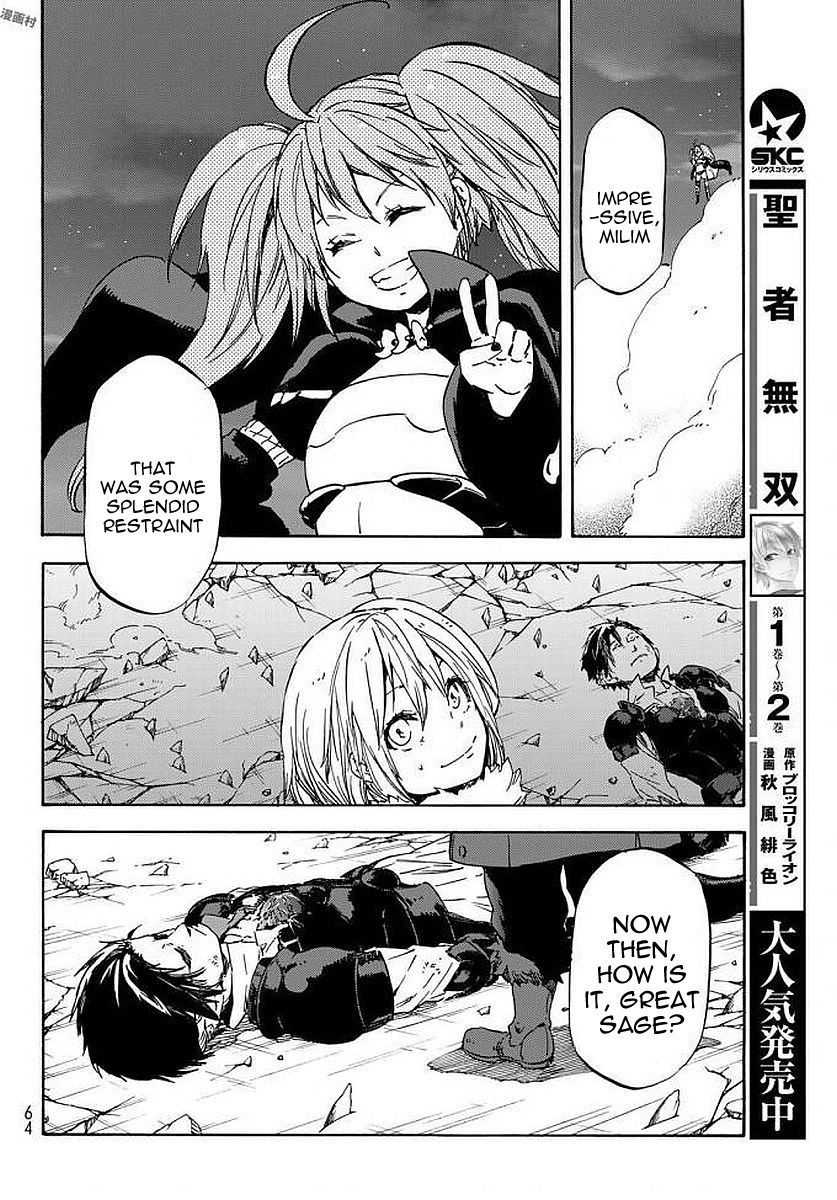 漫画村
IMPRE
-SSIVE,
MILIM
THAT
WAS SOME
SPLENDID
RESTRAINT
NOW
THEN,
HOW IS
IT, GREAT
SAGE?
SKC
シリウスコミックス
聖者無双
第1巻〜第2巻
原作 ブロッコリーライオン
漫画 秋風緋色
大人気発売中
64